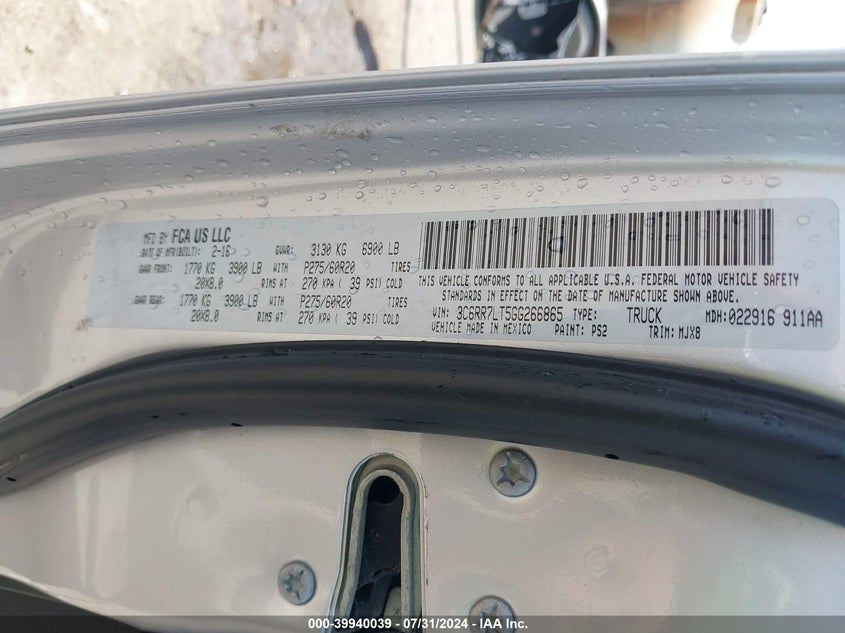 MFD BY FCA US LLC
DATE OF MFR(BUILT): 2-16 GVWR: 3130 KG 6900 LB
GAWR FRONT: 1770 KG 3900 LB WITH P275/60R20 TIRES
20X8.0 RIMS AT 270 KPA ( 39 PSI) COLD
GAWR REAR: 1770 KG 3900 LB WITH P275/60R20 TIRES
20X8.0 RIMS AT 270 KPA ( 39 PSI) COLD
THIS VEHICLE CONFORMS TO ALL APPLICABLE U.S.A. FEDERAL MOTOR VEHICLE SAFETY
STANDARDS IN EFFECT ON THE DATE OF MANUFACTURE SHOWN ABOVE.
VIN: 3C6RR7LT5GG266865 TYPE: TRUCK MDH: 022916 911AA
VEHICLE MADE IN MEXICO PAINT: PS2 TRIM: MJX8
000-39940039 - 07/31/2024 - IAA Inc.